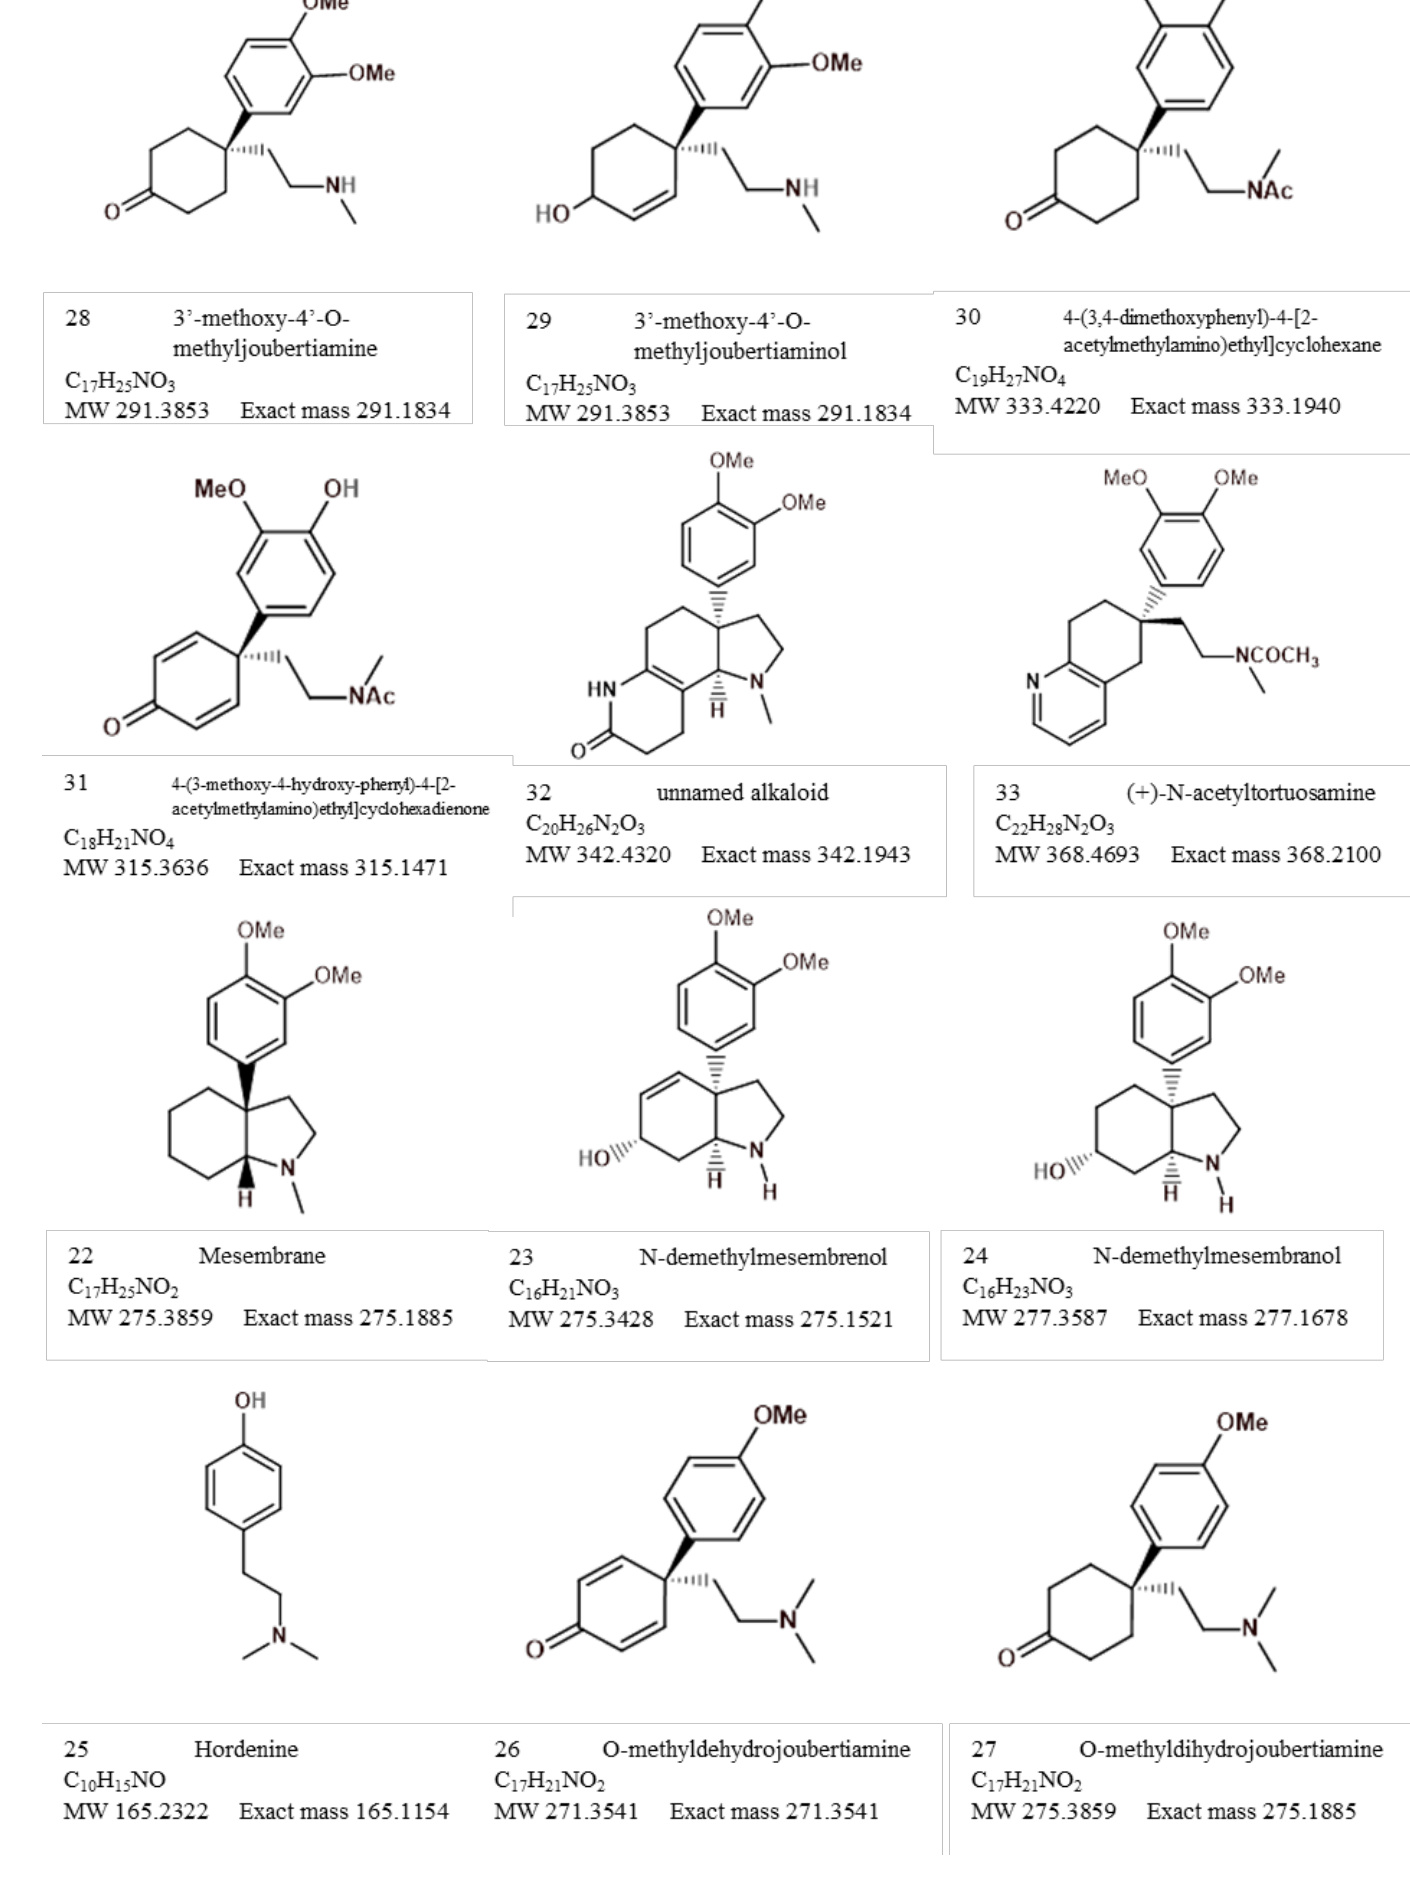 OMe
OMe
NH
O
OMe
NH
HO
NAc
O
28 3’-methoxy-4’-O-
methyljoubertiamine
C₁₇H₂₅NO₃
MW 291.3853 Exact mass 291.1834
29 3’-methoxy-4’-O-
methyljoubertiaminol
C₁₇H₂₅NO₃
MW 291.3853 Exact mass 291.1834
30 4-(3,4-dimethoxyphenyl)-4-[2-
acetylmethylamino)ethyl]cyclohexane
C₁₉H₂₇NO₄
MW 333.4220 Exact mass 333.1940
MeO OH
NAc
O
OMe
OMe
HN
N
H
O
MeO OMe
NCOCH₃
N
31 4-(3-methoxy-4-hydroxy-phenyl)-4-[2-
acetylmethylamino)ethyl]cyclohexadienone
C₁₈H₂₁NO₄
MW 315.3636 Exact mass 315.1471
32 unnamed alkaloid
C₂₀H₂₆N₂O₃
MW 342.4320 Exact mass 342.1943
33 (+)-N-acetyltortuosamine
C₂₂H₂₈N₂O₃
MW 368.4693 Exact mass 368.2100
OMe
OMe
N
H
OMe
OMe
HO
N
H
H
OMe
OMe
HO
N
H
H
22 Mesembrane
C₁₇H₂₅NO₂
MW 275.3859 Exact mass 275.1885
23 N-demethylmesembrenol
C₁₆H₂₁NO₃
MW 275.3428 Exact mass 275.1521
24 N-demethylmesembranol
C₁₆H₂₃NO₃
MW 277.3587 Exact mass 277.1678
OH
N
OMe
N
O
OMe
N
O
25 Hordenine
C₁₀H₁₅NO
MW 165.2322 Exact mass 165.1154
26 O-methyldehydrojoubertiamine
C₁₇H₂₁NO₂
MW 271.3541 Exact mass 271.3541
27 O-methyldihydrojoubertiamine
C₁₇H₂₁NO₂
MW 275.3859 Exact mass 275.1885